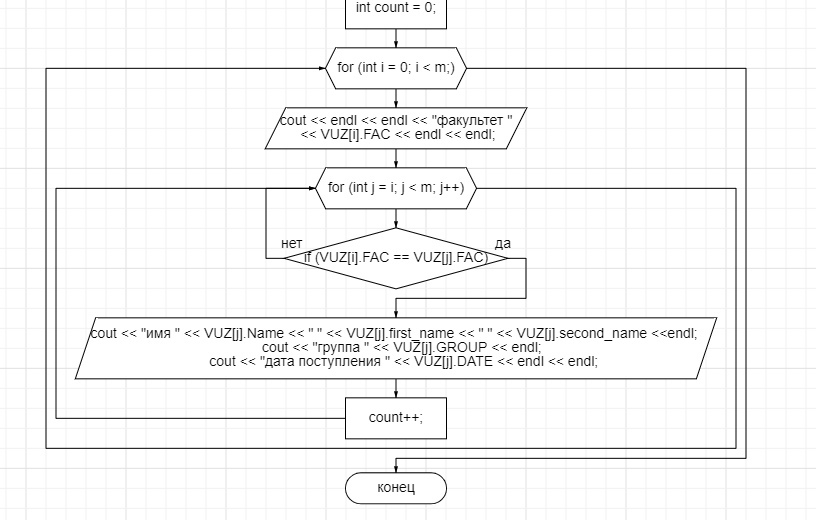 int count = 0;
for (int i = 0; i < m;)
cout << endl << endl << "факультет "
<< VUZ[i].FAC << endl << endl;
for (int j = i; j < m; j++)
нет
да
if (VUZ[i].FAC == VUZ[j].FAC)
cout << "имя " << VUZ[j].Name << " " << VUZ[j].first_name << " " << VUZ[j].second_name <<endl;
cout << "группа " << VUZ[j].GROUP << endl;
cout << "дата поступления " << VUZ[j].DATE << endl << endl;
count++;
конец